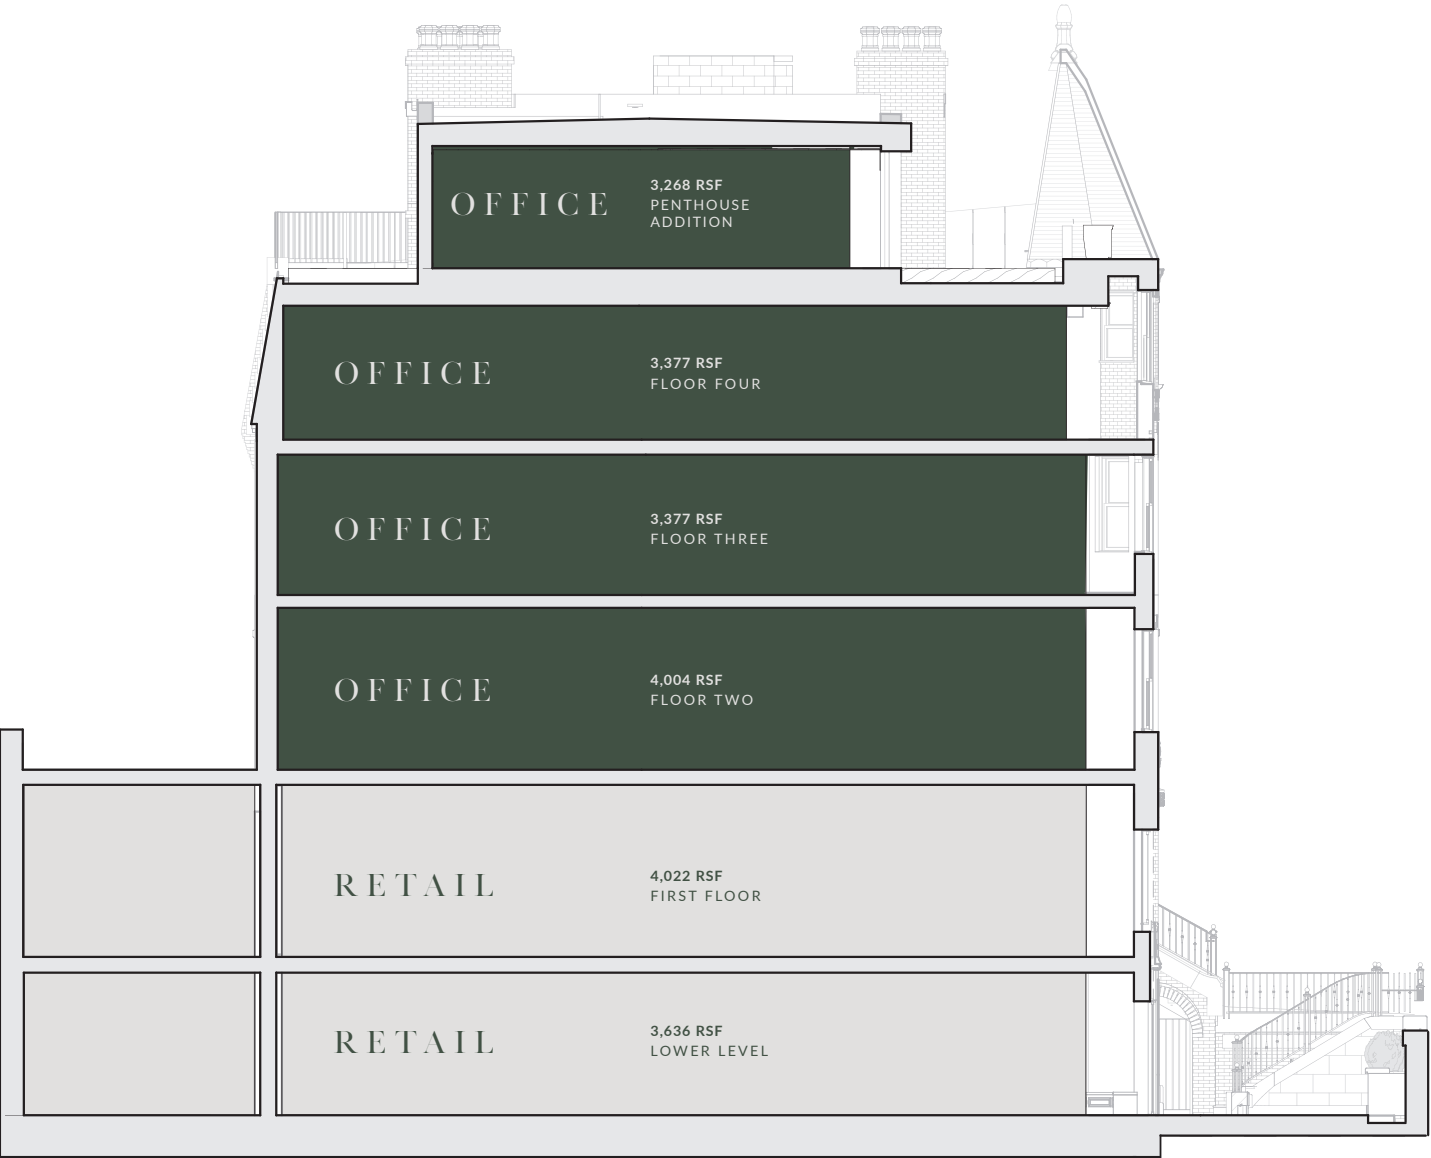 OFFICE
3,268 RSF
PENTHOUSE
ADDITION
OFFICE
3,377 RSF
FLOOR FOUR
OFFICE
3,377 RSF
FLOOR THREE
OFFICE
4,004 RSF
FLOOR TWO
RETAIL
4,022 RSF
FIRST FLOOR
RETAIL
3,636 RSF
LOWER LEVEL